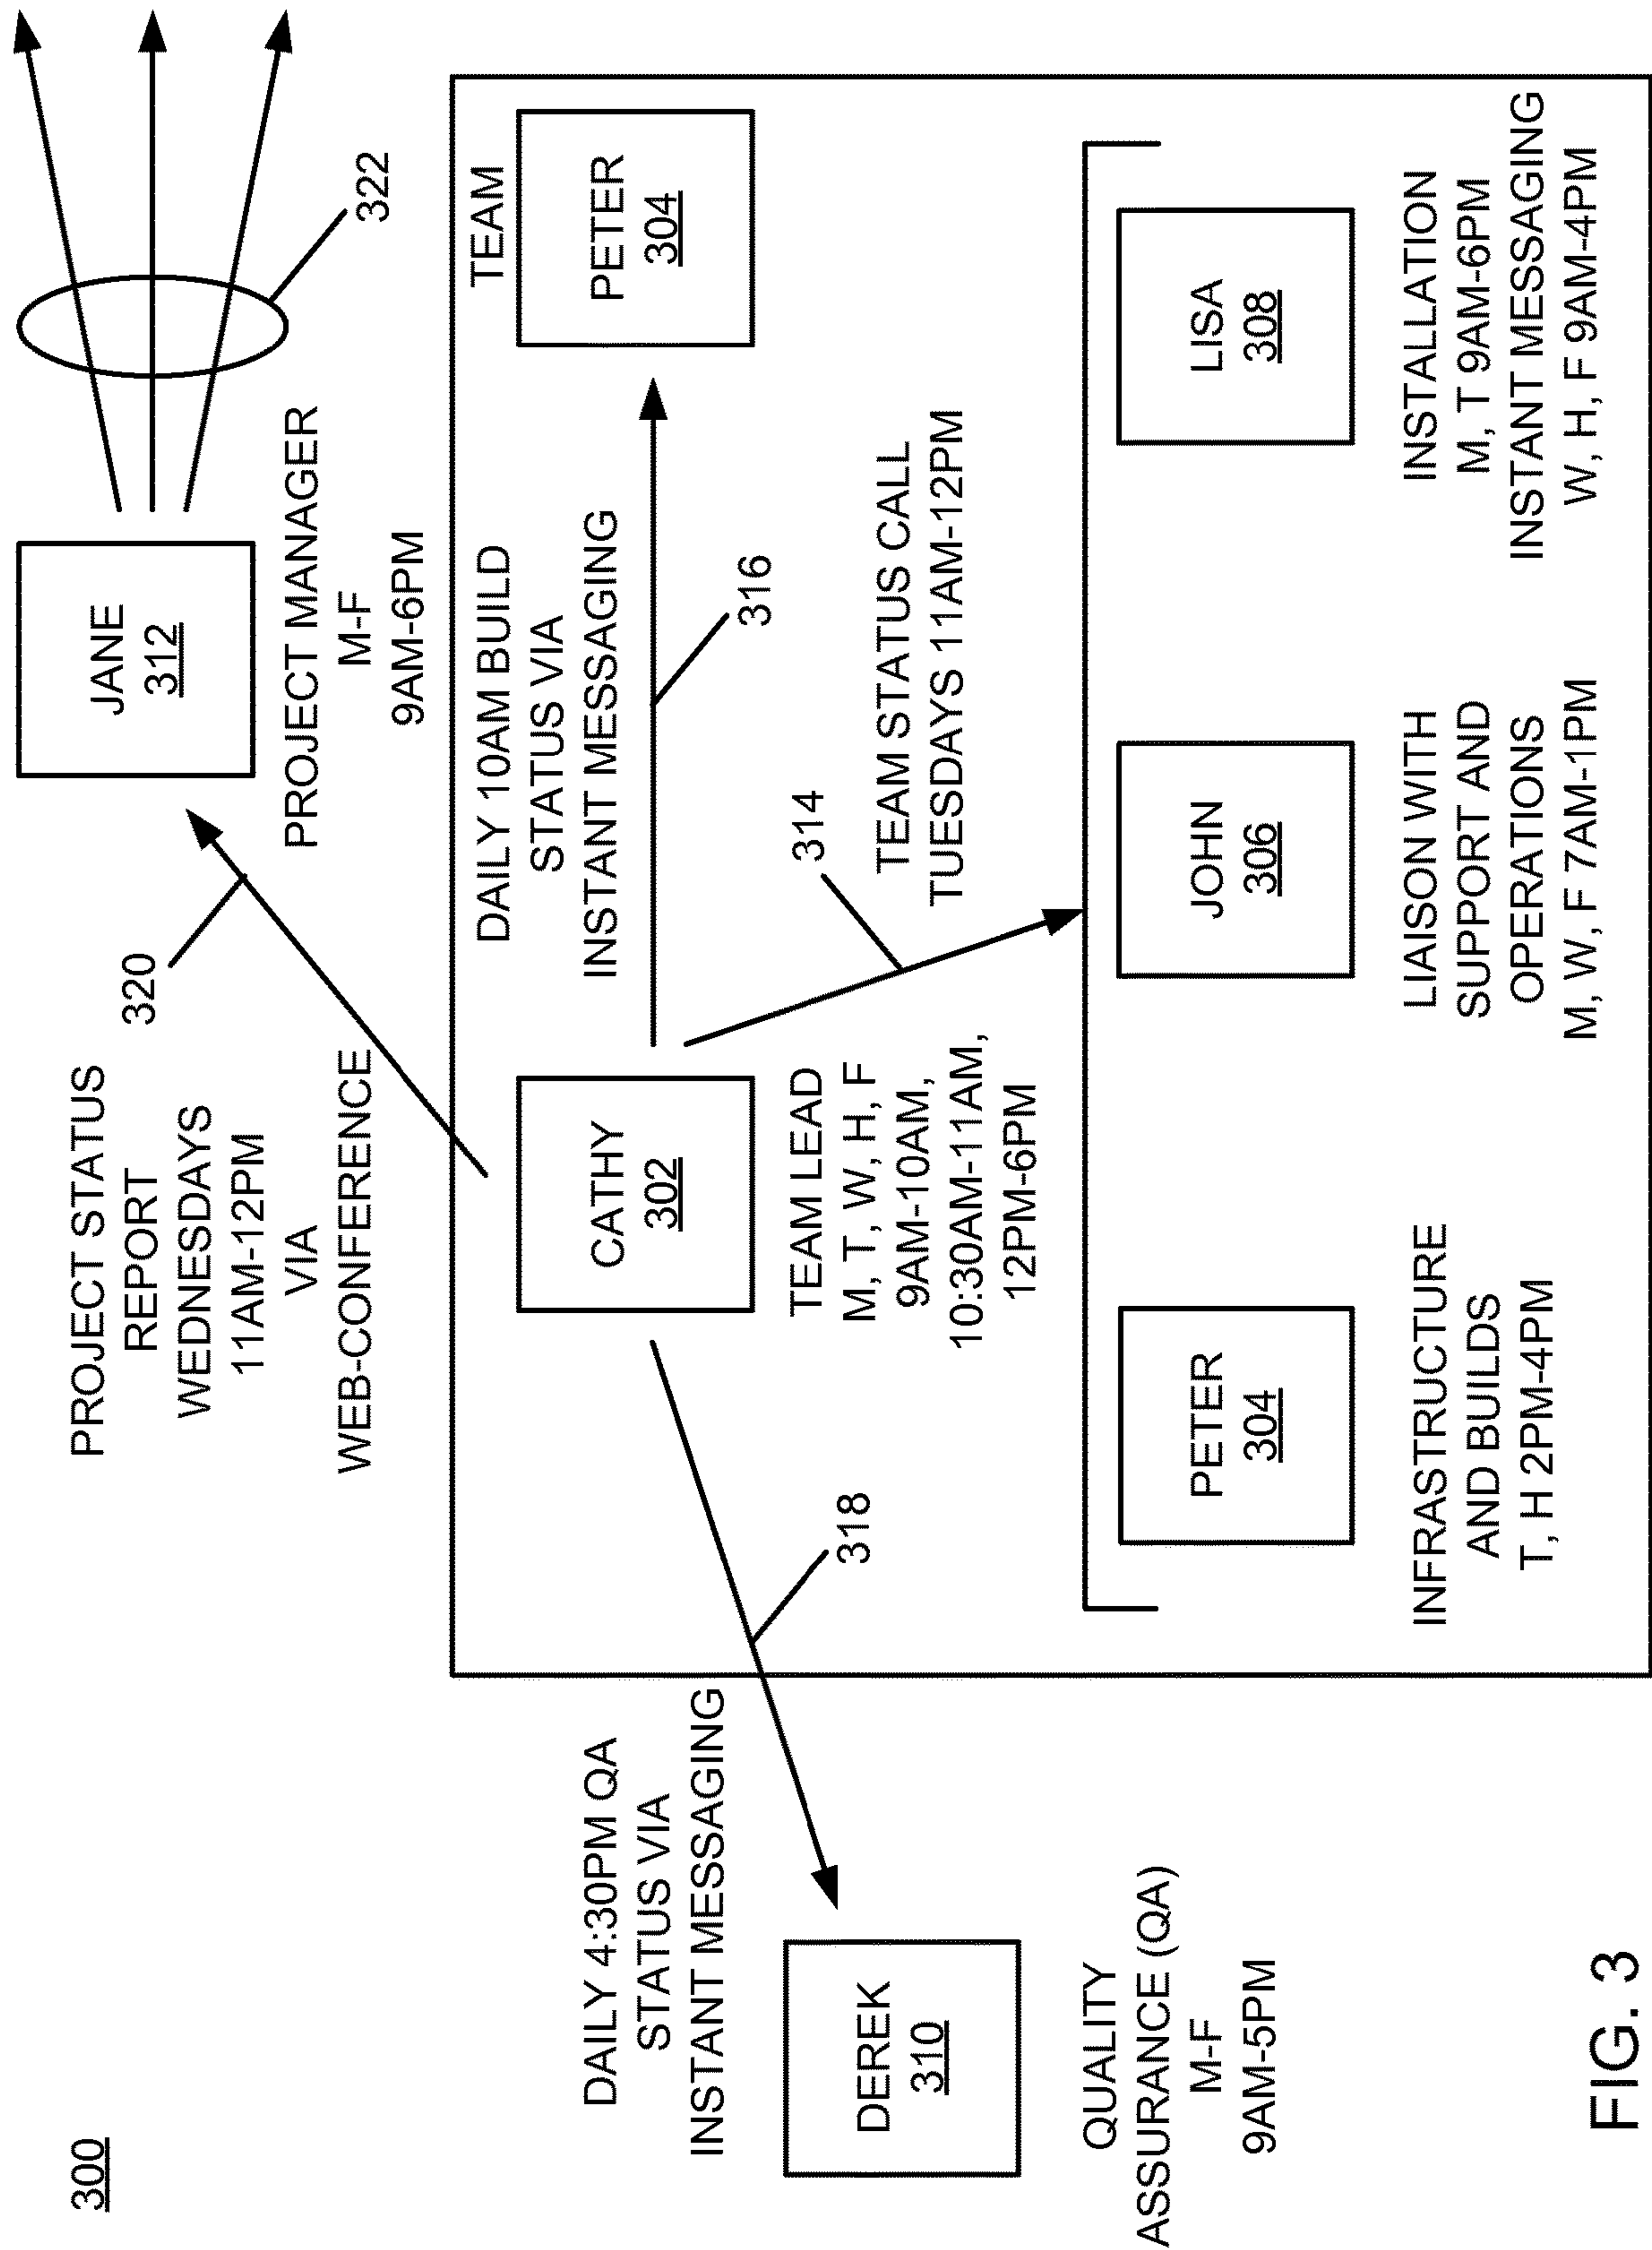 300
PROJECT STATUS
REPORT
WEDNESDAYS
11AM-12PM
VIA
WEB-CONFERENCE
320
JANE
312
PROJECT MANAGER
M-F
9AM-6PM
322
TEAM
DAILY 10AM BUILD
STATUS VIA
INSTANT MESSAGING
316
PETER
304
CATHY
302
TEAM LEAD
M, T, W, H, F
9AM-10AM,
10:30AM-11AM,
12PM-6PM
314
TEAM STATUS CALL
TUESDAYS 11AM-12PM
DAILY 4:30PM QA
STATUS VIA
INSTANT MESSAGING
318
DEREK
310
QUALITY
ASSURANCE (QA)
M-F
9AM-5PM
PETER
304
INFRASTRUCTURE
AND BUILDS
T, H 2PM-4PM
JOHN
306
LIAISON WITH
SUPPORT AND
OPERATIONS
M, W, F 7AM-1PM
LISA
308
INSTALLATION
M, T 9AM-6PM
INSTANT MESSAGING
W, H, F 9AM-4PM
FIG. 3